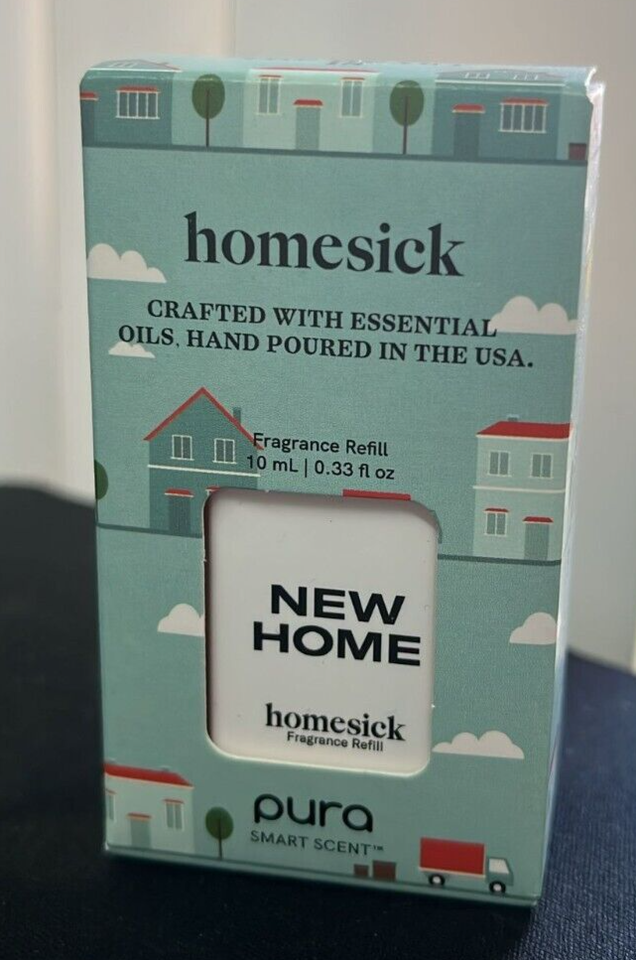 homesick
CRAFTED WITH ESSENTIAL
OILS, HAND POURED IN THE USA.
Fragrance Refill
10 mL | 0.33 fl oz
NEW
HOME
homesick
Fragrance Refill
pura
SMART SCENT™